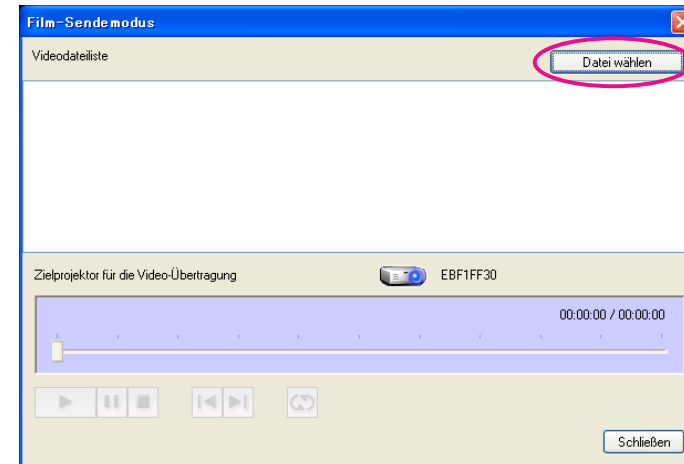 Film-Sendemodus
Videodateiliste
Datei wählen
Zielprojektor für die Video-Übertragung
EBF1FF30
00:00:00 / 00:00:00
Schließen